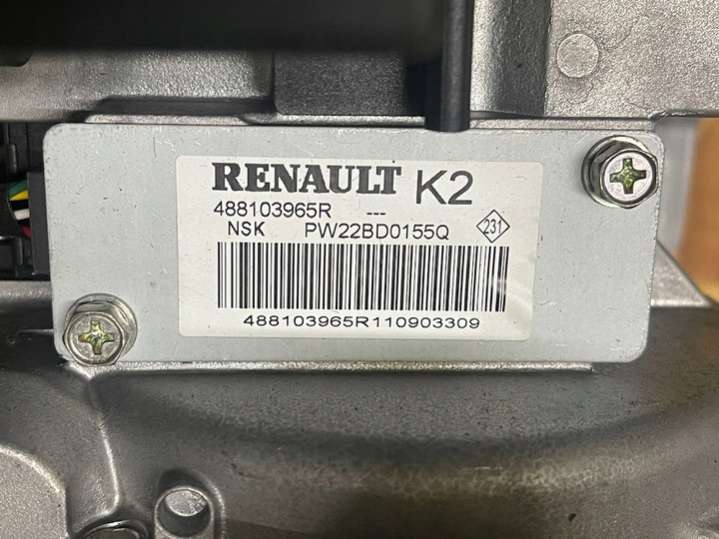 RENAULT K2
488103965R ---
NSK PW22BD0155Q 231
488103965R110903309